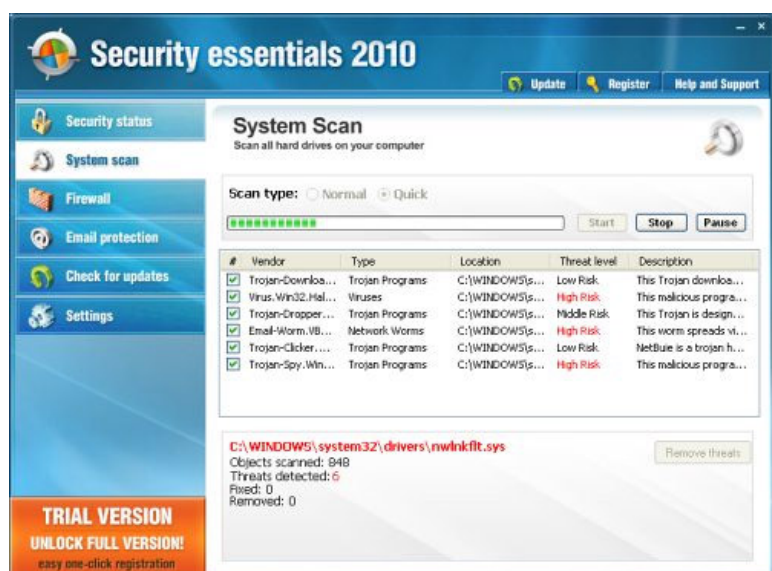 Security essentials 2010
Update Register Help and Support
Security status
System scan
Firewall
Email protection
Check for updates
Settings
TRIAL VERSION
UNLOCK FULL VERSION!
easy one-click registration
System Scan
Scan all hard drives on your computer
Scan type: Normal Quick
Start Stop Pause
# Vendor Type Location Threat level Description
Trojan-Downloa... Trojan Programs C:\WINDOWS\s... Low Risk This Trojan downloa...
Virus.Win32.Hal... Viruses C:\WINDOWS\s... High Risk This malicious progra...
Trojan-Dropper... Trojan Programs C:\WINDOWS\s... Middle Risk This Trojan is design...
Email-Worm.VB... Network Worms C:\WINDOWS\s... High Risk This worm spreads vi...
Trojan-Clicker.... Trojan Programs C:\WINDOWS\s... Low Risk NetBuie is a trojan h...
Trojan-Spy.Win... Trojan Programs C:\WINDOWS\s... High Risk This malicious progra...
C:\WINDOWS\system32\drivers\nwlnkflt.sys
Objects scanned: 848
Threats detected: 6
Fixed: 0
Removed: 0
Remove threats